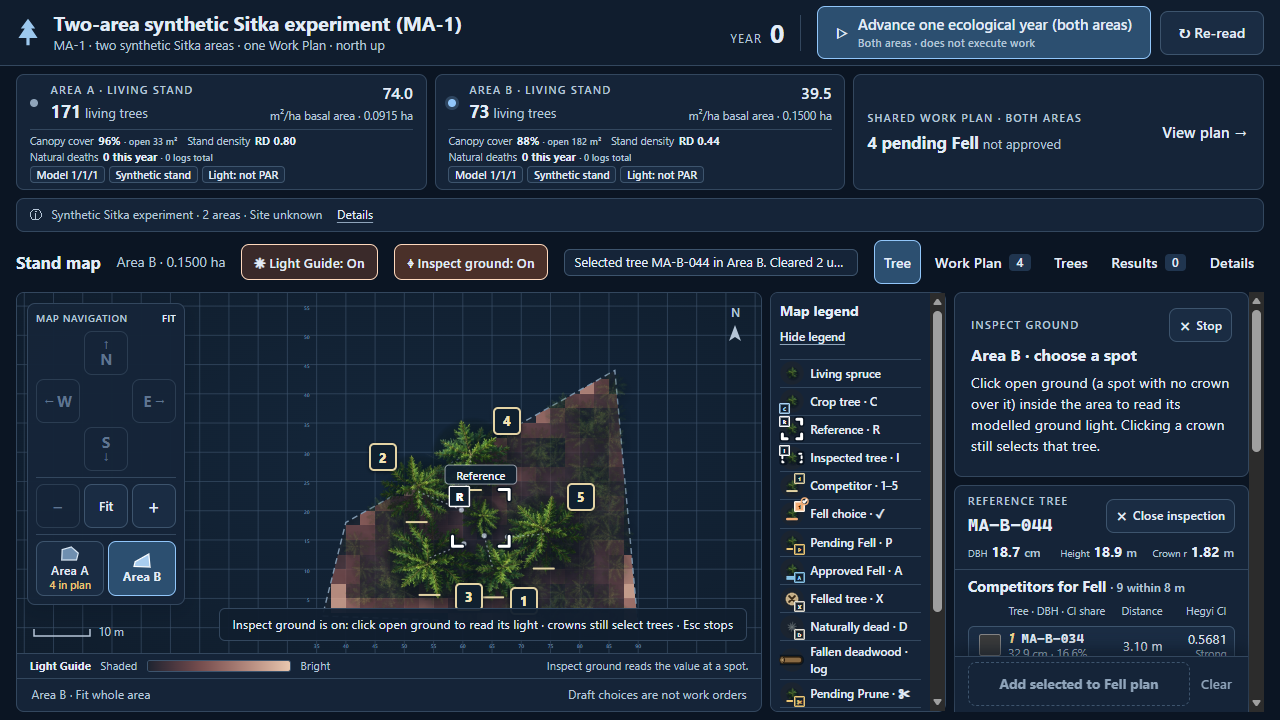 Two-area synthetic Sitka experiment (MA-1)
MA-1 · two synthetic Sitka areas · one Work Plan · north up
YEAR 0
▷ Advance one ecological year (both areas)
Both areas · does not execute work
↻ Re-read
AREA A · LIVING STAND
171 living trees
74.0
m²/ha basal area · 0.0915 ha
Canopy cover 96% · open 33 m² Stand density RD 0.80
Natural deaths 0 this year · 0 logs total
Model 1/1/1 Synthetic stand Light: not PAR
AREA B · LIVING STAND
73 living trees
39.5
m²/ha basal area · 0.1500 ha
Canopy cover 88% · open 182 m² Stand density RD 0.44
Natural deaths 0 this year · 0 logs total
Model 1/1/1 Synthetic stand Light: not PAR
SHARED WORK PLAN · BOTH AREAS
4 pending Fell not approved
View plan →
ⓘ Synthetic Sitka experiment · 2 areas · Site unknown Details
Stand map Area B · 0.1500 ha
Light Guide: On
Inspect ground: On
Selected tree MA-B-044 in Area B. Cleared 2 u...
Tree
Work Plan 4
Trees
Results 0
Details
MAP NAVIGATION FIT
↑
N
← W
E →
S
↓
− Fit +
Area A
4 in plan
Area B
10 m
N
4
2
Reference
R
5
3
1
Inspect ground is on: click open ground to read its light · crowns still select trees · Esc stops
Light Guide Shaded Bright
Inspect ground reads the value at a spot.
Area B · Fit whole area
Draft choices are not work orders
Map legend
Hide legend
Living spruce
Crop tree · C
Reference · R
Inspected tree · I
Competitor · 1–5
Fell choice · ✓
Pending Fell · P
Approved Fell · A
Felled tree · X
Naturally dead · D
Fallen deadwood ·
log
Pending Prune · ✂
INSPECT GROUND
× Stop
Area B · choose a spot
Click open ground (a spot with no crown
over it) inside the area to read its
modelled ground light. Clicking a crown
still selects that tree.
REFERENCE TREE
MA-B-044
× Close inspection
DBH 18.7 cm Height 18.9 m Crown r 1.82 m
Competitors for Fell · 9 within 8 m
Tree · DBH · CI share Distance Hegyi CI
1 MA-B-034
32.9 cm · 16.6%
3.10 m
0.5681
Strong
Add selected to Fell plan
Clear